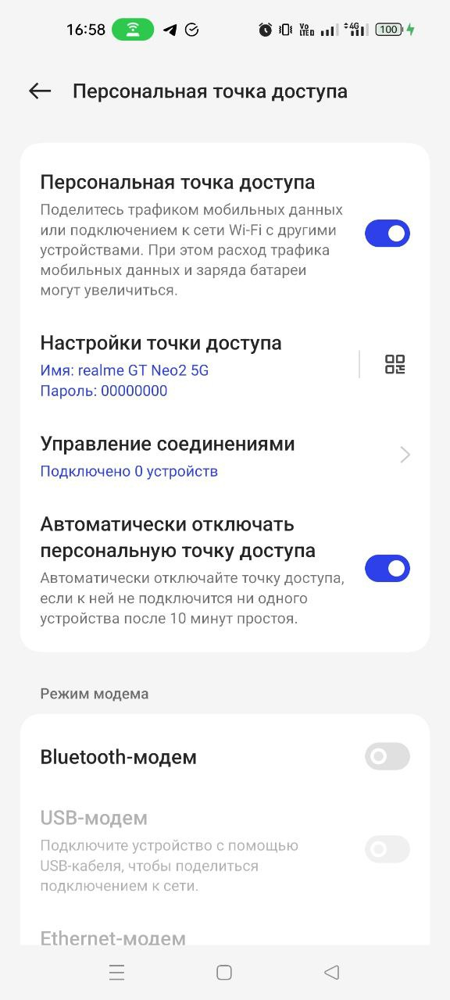 16:58
Vo LTE D
4G
100
Персональная точка доступа
Персональная точка доступа
Поделитесь трафиком мобильных данных
или подключением к сети Wi-Fi с другими
устройствами. При этом расход трафика
мобильных данных и заряда батареи
могут увеличиться.
Настройки точки доступа
Имя: realme GT Neo2 5G
Пароль: 00000000
Управление соединениями
Подключено 0 устройств
Автоматически отключать
персональную точку доступа
Автоматически отключайте точку доступа,
если к ней не подключится ни одного
устройства после 10 минут простоя.
Режим модема
Bluetooth-модем
USB-модем
Подключите устройство с помощью
USB-кабеля, чтобы поделиться
подключением к сети.
Ethernet-модем